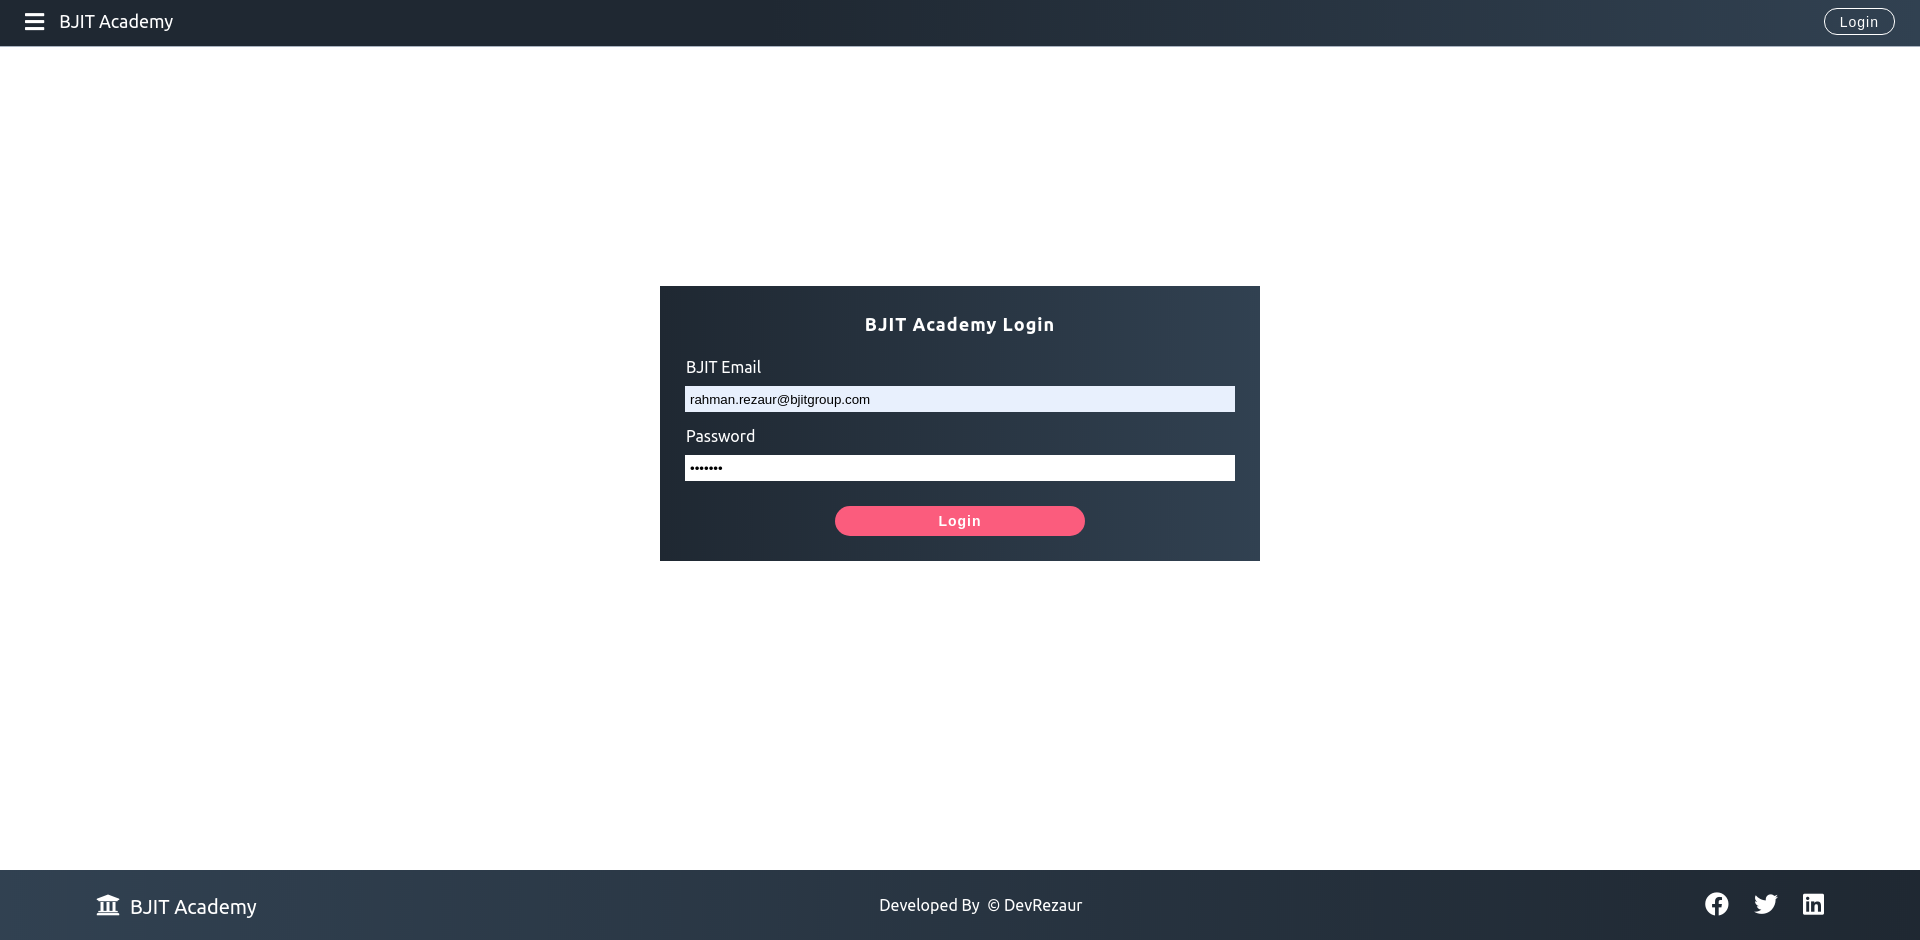 BJIT Academy
Login
BJIT Academy Login
BJIT Email
rahman.rezaur@bjitgroup.com
Password
•••••••
Login
BJIT Academy
Developed By © DevRezaur